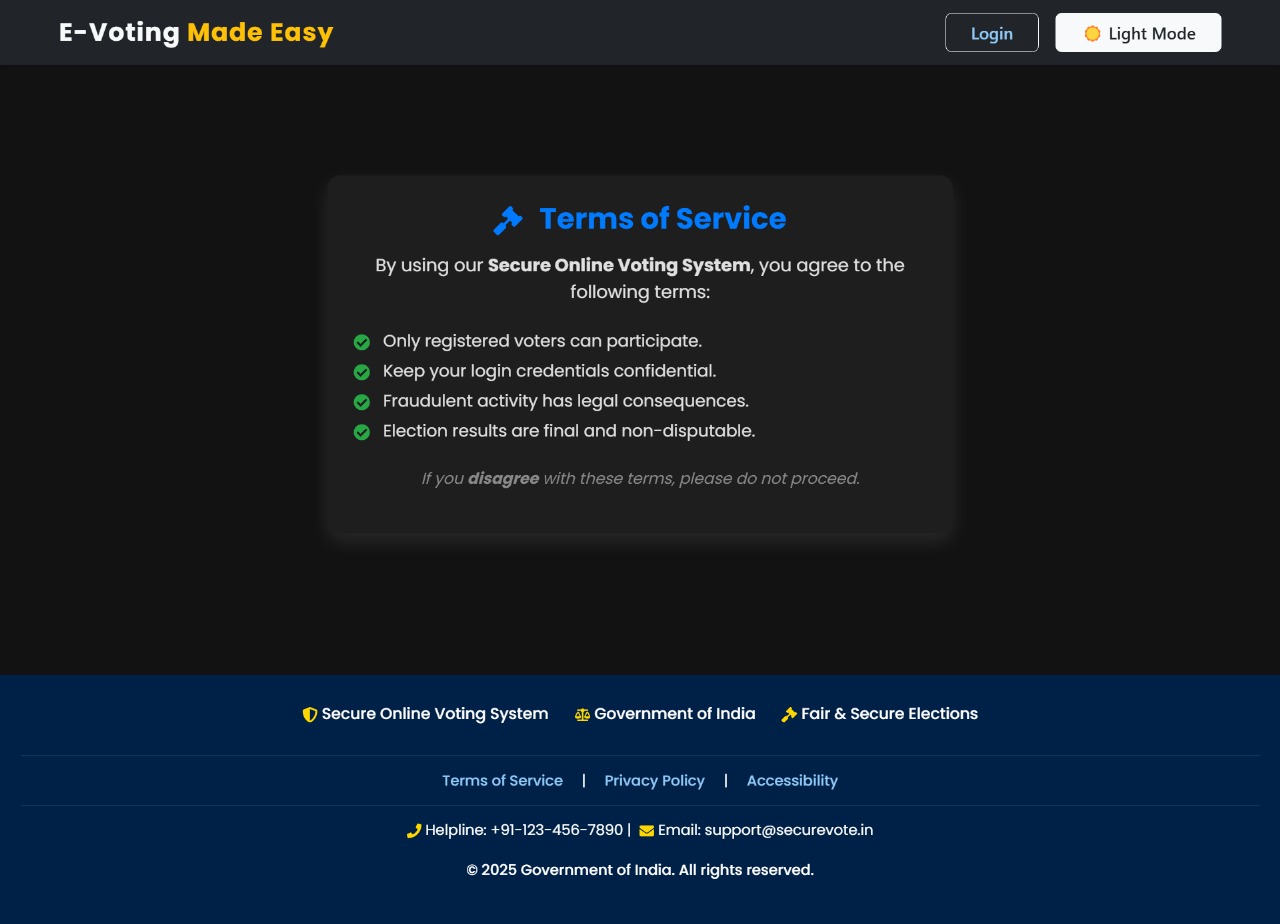 E-Voting Made Easy
Login
Light Mode
Terms of Service
By using our Secure Online Voting System, you agree to the
following terms:
Only registered voters can participate.
Keep your login credentials confidential.
Fraudulent activity has legal consequences.
Election results are final and non-disputable.
If you disagree with these terms, please do not proceed.
Secure Online Voting System Government of India Fair & Secure Elections
Terms of Service | Privacy Policy | Accessibility
Helpline: +91-123-456-7890 | Email: support@securevote.in
© 2025 Government of India. All rights reserved.